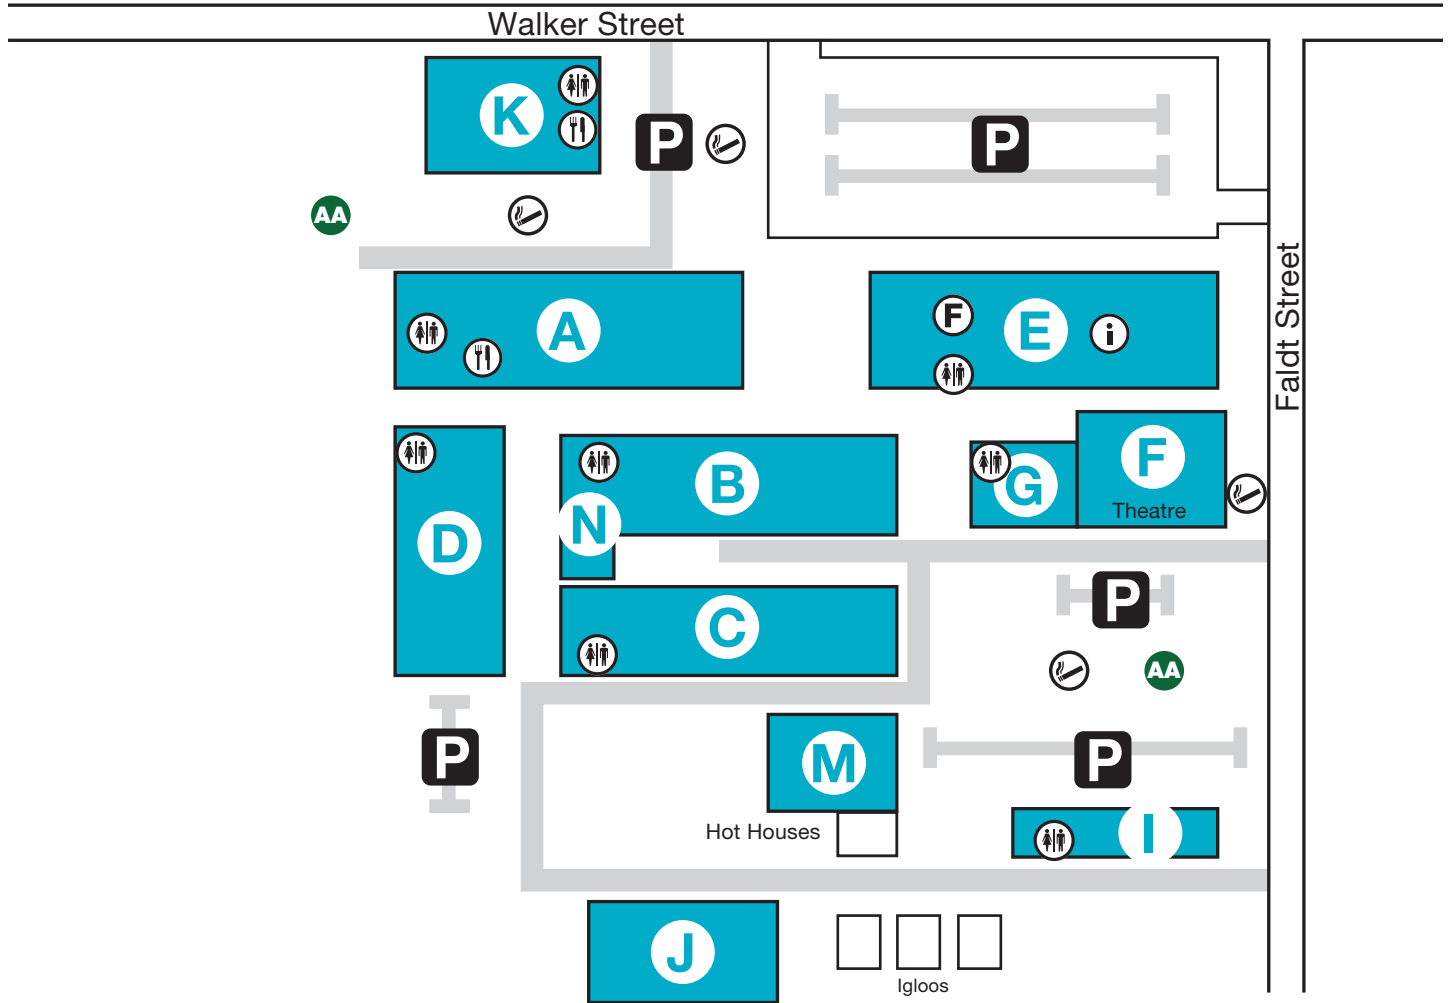 Walker Street
K
P
P
AA
Faldt Street
A
F
E
i
B
G
F
Theatre
N
D
C
P
AA
P
M
P
Hot Houses
I
J
Igloos